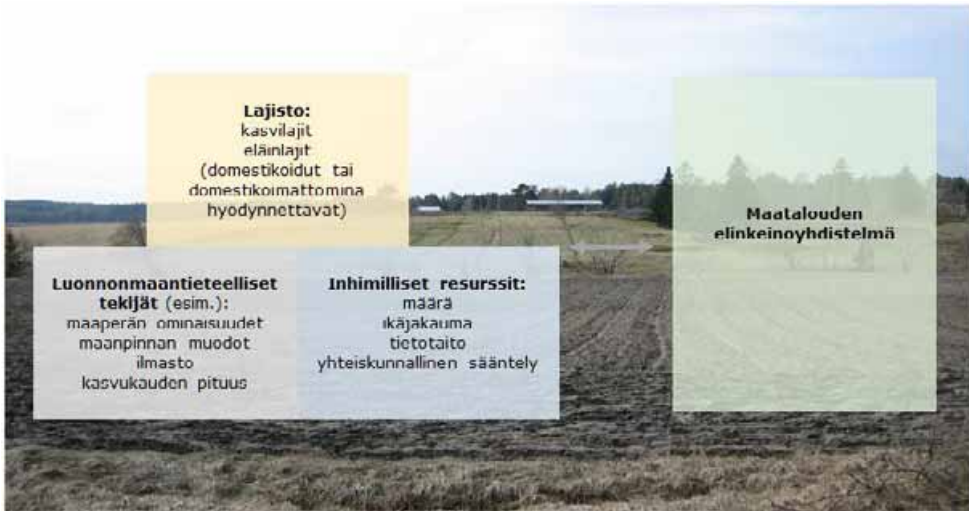 Lajisto:
kasvilajit
eläinlajit
(domestikoidut tai
domestikoimattomina
hyödynnettävät)
Maatalouden
elinkeinoyhdistelmä
Luonnonmaantieteelliset
tekijät (esim.):
maaperän ominaisuudet
maanpinnan muodot
ilmasto
kasvukauden pituus
Inhimilliset resurssit:
määrä
ikäjakauma
tietotaito
yhteiskunnallinen sääntely